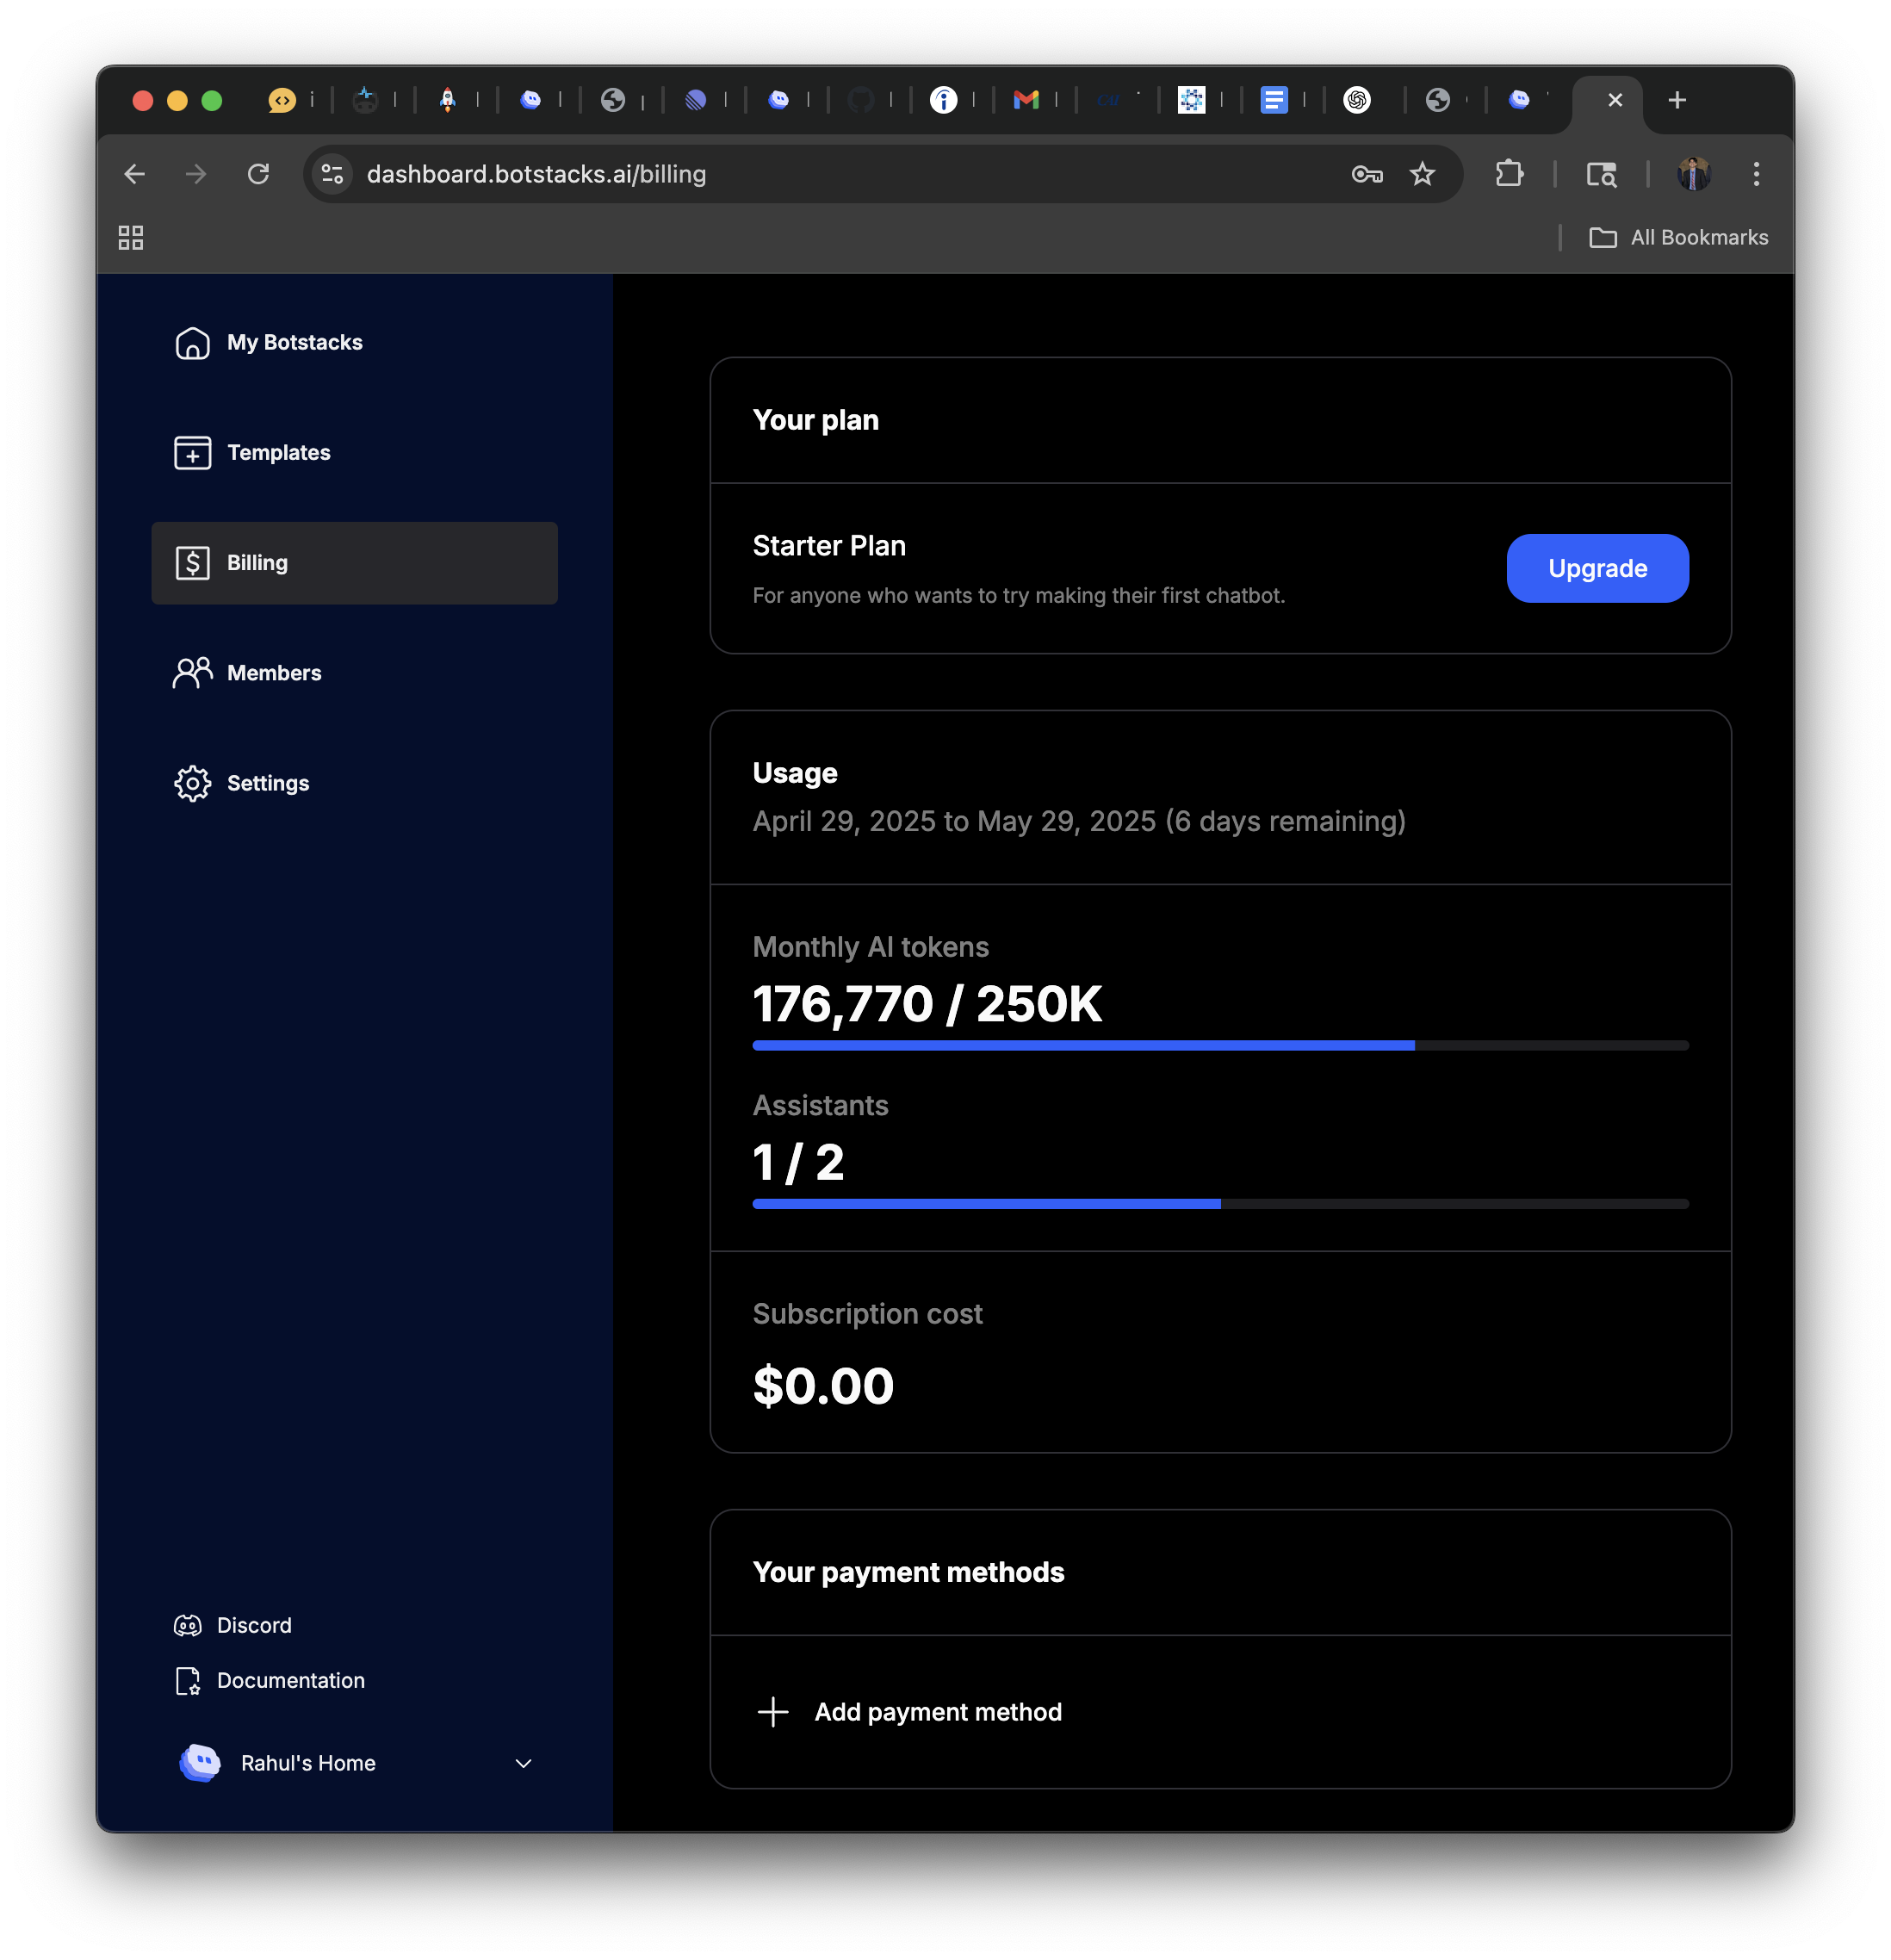 dashboard.botstacks.ai/billing
All Bookmarks
My Botstacks
Templates
Billing
Members
Settings
Discord
Documentation
Rahul's Home
Your plan
Starter Plan
For anyone who wants to try making their first chatbot.
Upgrade
Usage
April 29, 2025 to May 29, 2025 (6 days remaining)
Monthly AI tokens
176,770 / 250K
Assistants
1 / 2
Subscription cost
$0.00
Your payment methods
Add payment method